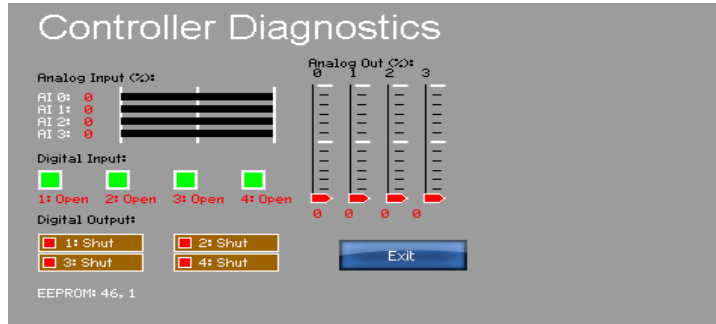 Controller Diagnostics
Analog Input (%):
AI 0: 0
AI 1: 0
AI 2: 0
AI 3: 0
Analog Out (%):
0 1 2 3
0 0 0 0
Digital Input:
1: Open 2: Open 3: Open 4: Open
Digital Output:
1: Shut 2: Shut
3: Shut 4: Shut
Exit
EEPROM: 46, 1